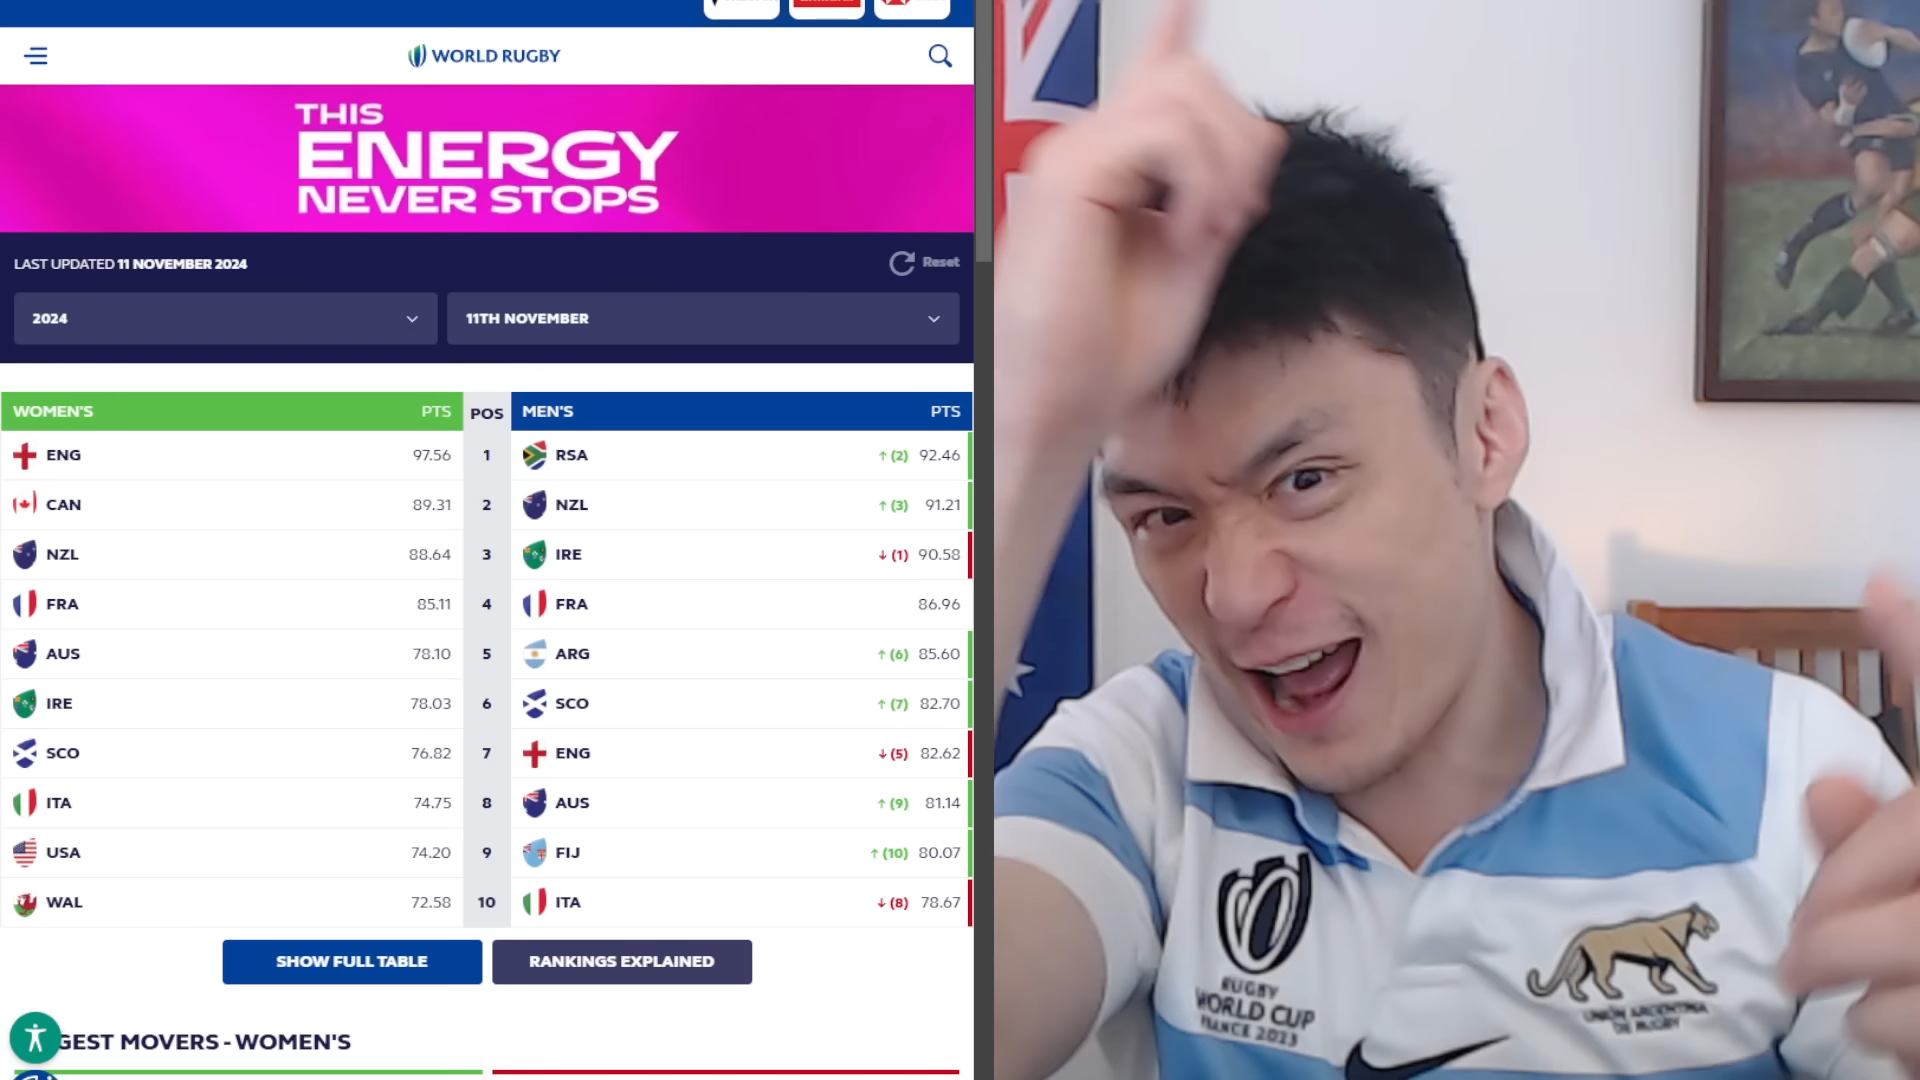 WORLD RUGBY
THIS
ENERGY
NEVER STOPS
LAST UPDATED 11 NOVEMBER 2024
Reset
2024
11TH NOVEMBER
WOMEN'S PTS POS MEN'S PTS
ENG 97.56 1 RSA ↑ (2) 92.46
CAN 89.31 2 NZL ↑ (3) 91.21
NZL 88.64 3 IRE ↓ (1) 90.58
FRA 85.11 4 FRA 86.96
AUS 78.10 5 ARG ↑ (6) 85.60
IRE 78.03 6 SCO ↑ (7) 82.70
SCO 76.82 7 ENG ↓ (5) 82.62
ITA 74.75 8 AUS ↑ (9) 81.14
USA 74.20 9 FIJ ↑ (10) 80.07
WAL 72.58 10 ITA ↓ (8) 78.67
SHOW FULL TABLE
RANKINGS EXPLAINED
GEST MOVERS - WOMEN'S
RUGBY
WORLD CUP
FRANCE 2023
UNIÓN ARGENTINA
DE RUGBY